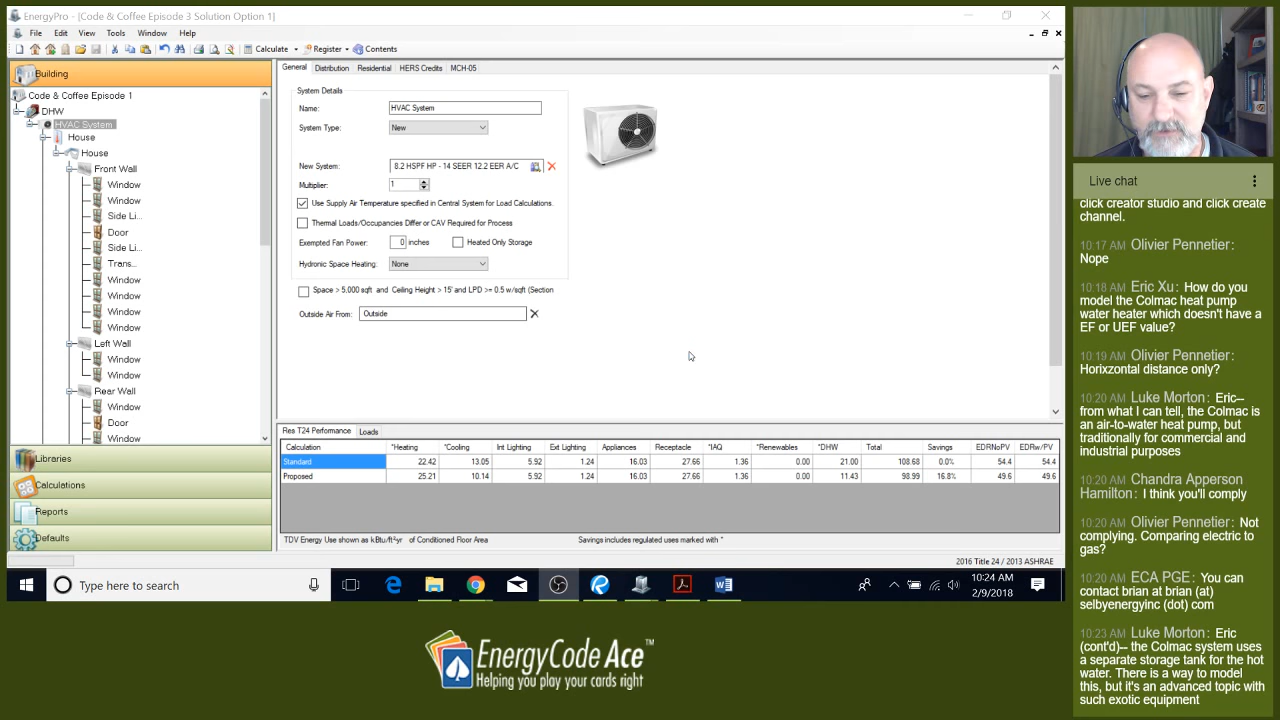 EnergyPro - [Code & Coffee Episode 3 Solution Option 1]
File Edit View Tools Window Help
Calculate Register Contents
Building
Code & Coffee Episode 1
DHW
HVAC System
House
House
Front Wall
Window
Window
Side Li...
Door
Side Li...
Trans...
Window
Window
Window
Window
Left Wall
Window
Window
Rear Wall
Window
Door
Window
Libraries
Calculations
Reports
Defaults
General Distribution Residential HERS Credits MCH-05
System Details
Name: HVAC System
System Type: New
New System: 8.2 HSPF HP - 14 SEER 12.2 EER A/C
Multiplier: 1
Use Supply Air Temperature specified in Central System for Load Calculations.
Thermal Loads/Occupancies Differ or CAV Required for Process
Exempted Fan Power: 0 inches Heated Only Storage
Hydronic Space Heating: None
Space > 5,000 sqft and Ceiling Height > 15' and LPD >= 0.5 w/sqft (Section
Outside Air From: Outside
Res T24 Performance Loads
Calculation *Heating *Cooling Int Lighting Ext Lighting Appliances Receptacle *IAQ *Renewables *DHW Total Savings EDRNoPV EDRw/PV
Standard 22.42 13.05 5.92 1.24 16.03 27.66 1.36 0.00 21.00 108.68 0.0% 54.4 54.4
Proposed 25.21 10.14 5.92 1.24 16.03 27.66 1.36 0.00 11.43 98.99 16.8% 49.6 49.6
TDV Energy Use shown as kBtu/ft²yr of Conditioned Floor Area Savings includes regulated uses marked with *
2016 Title 24 / 2013 ASHRAE
Type here to search
10:24 AM
2/9/2018
EnergyCode Ace™
Helping you play your cards right
Live chat
click creator studio and click create
channel.
10:17 AM Olivier Pennetier:
Nope
10:18 AM Eric Xu: How do you
model the Colmac heat pump
water heater which doesn't have a
EF or UEF value?
10:19 AM Olivier Pennetier:
Horixzontal distance only?
10:20 AM Luke Morton: Eric--
from what I can tell, the Colmac is
an air-to-water heat pump, but
traditionally for commercial and
industrial purposes
10:20 AM Chandra Apperson
Hamilton: I think you'll comply
10:20 AM Olivier Pennetier: Not
complying. Comparing electric to
gas?
10:20 AM ECA PGE: You can
contact brian at brian (at)
selbyenergyinc (dot) com
10:23 AM Luke Morton: Eric
(cont'd)-- the Colmac system uses
a separate storage tank for the hot
water. There is a way to model
this, but it's an advanced topic with
such exotic equipment